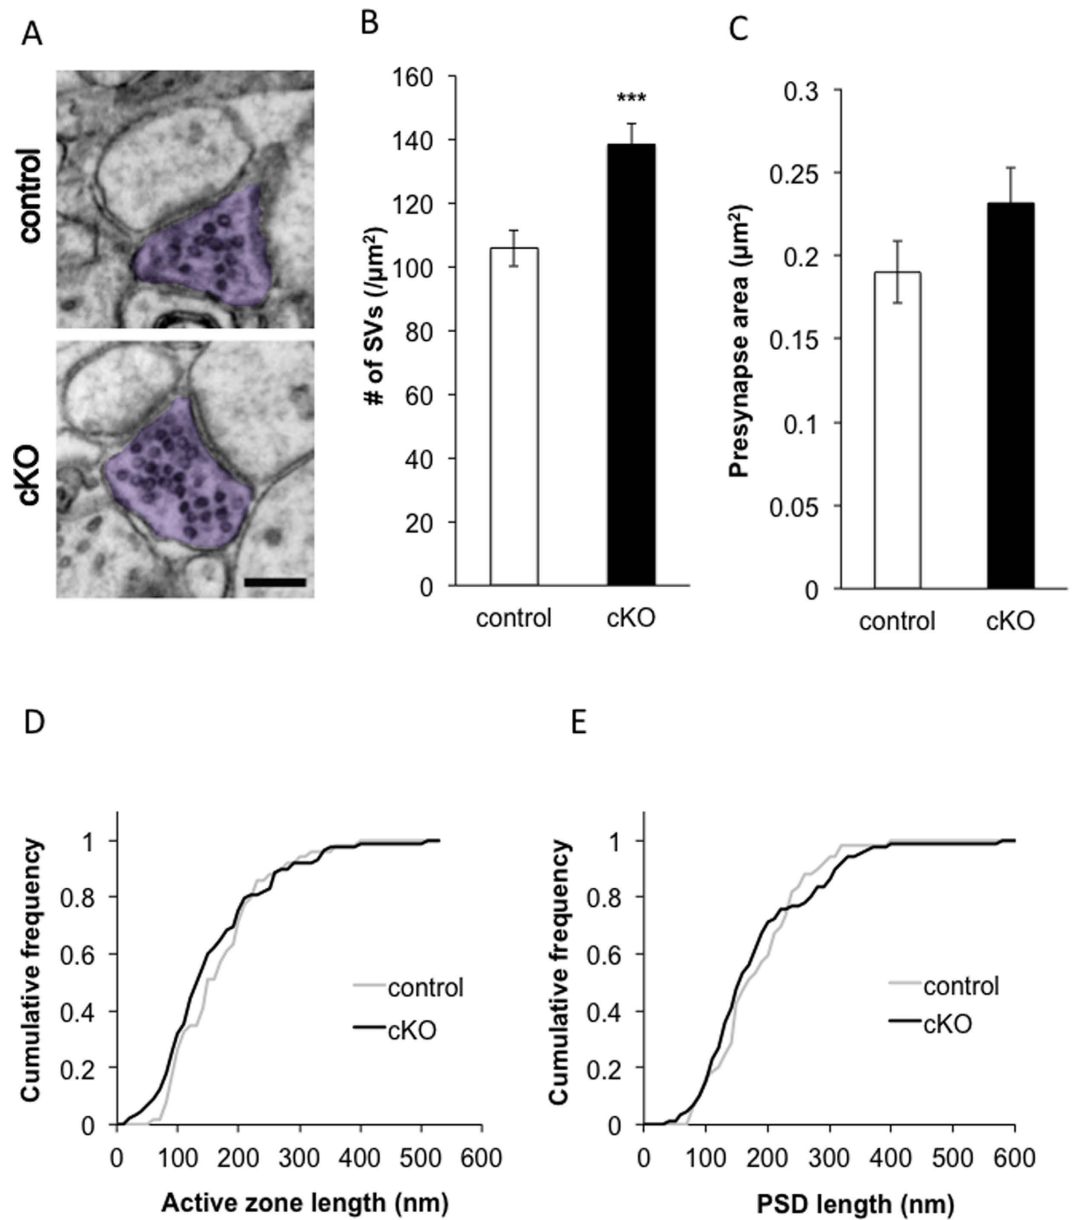 A
control
cKO
B
# of SVs (/µm²)
160
140
120
100
80
60
40
20
0
***
control
cKO
C
Presynapse area (µm²)
0.3
0.25
0.2
0.15
0.1
0.05
0
control
cKO
D
Cumulative frequency
1
0.8
0.6
0.4
0.2
0
control
cKO
0 100 200 300 400 500 600
Active zone length (nm)
E
Cumulative frequency
1
0.8
0.6
0.4
0.2
0
control
cKO
0 100 200 300 400 500 600
PSD length (nm)